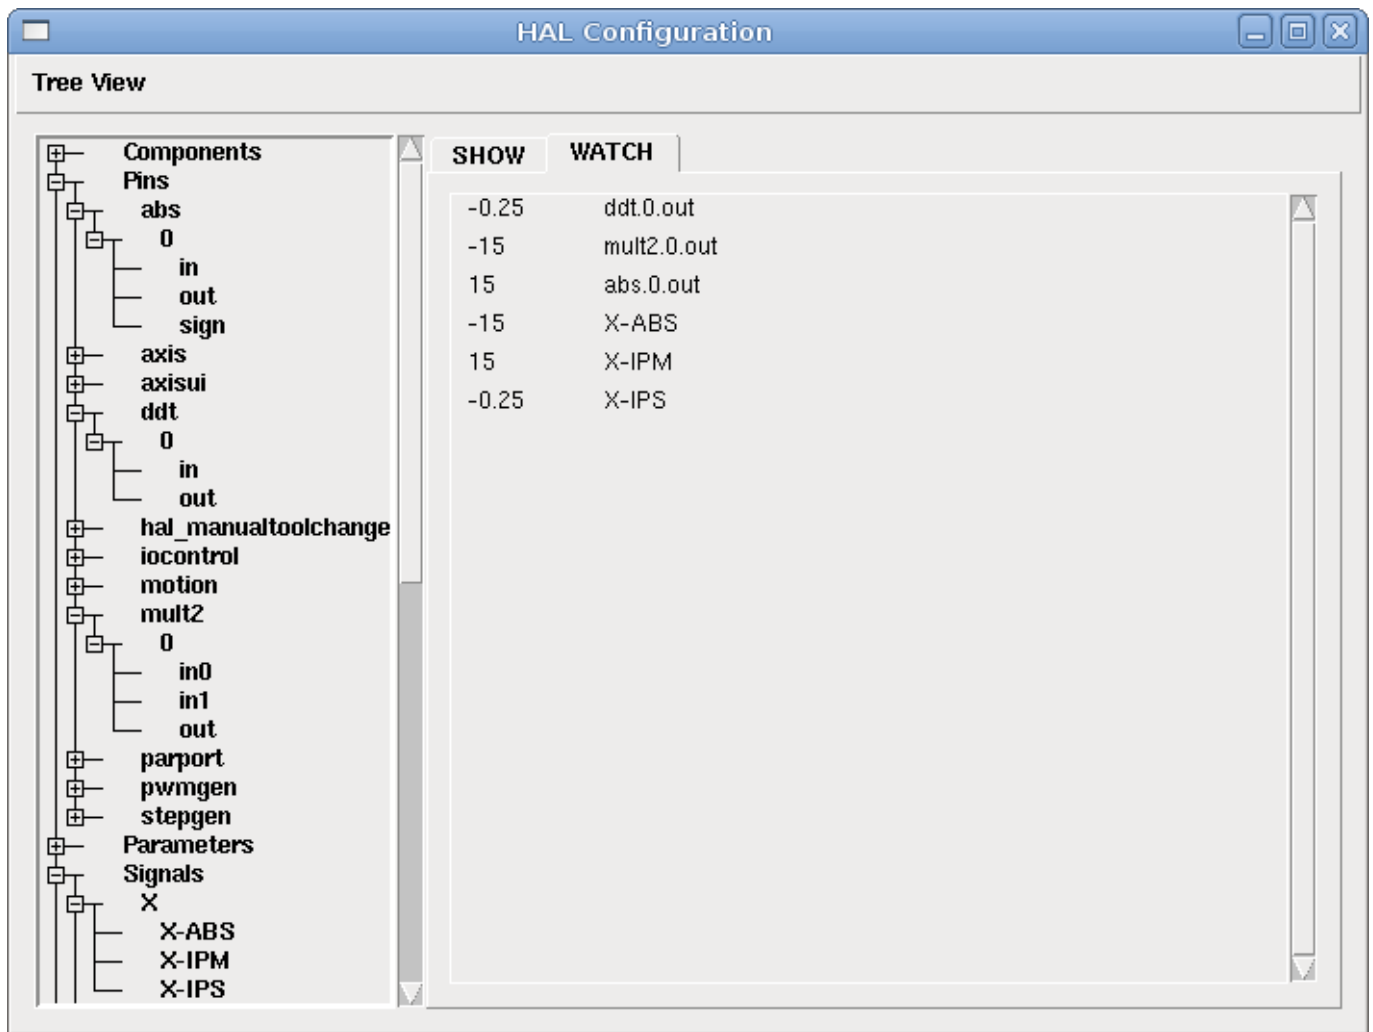 HAL Configuration
Tree View
Components
Pins
abs
0
in
out
sign
axis
axisui
ddt
0
in
out
hal_manualtoolchange
iocontrol
motion
mult2
0
in0
in1
out
parport
pwmgen
stepgen
Parameters
Signals
X
X-ABS
X-IPM
X-IPS
SHOW WATCH
-0.25 ddt.0.out
-15 mult2.0.out
15 abs.0.out
-15 X-ABS
15 X-IPM
-0.25 X-IPS